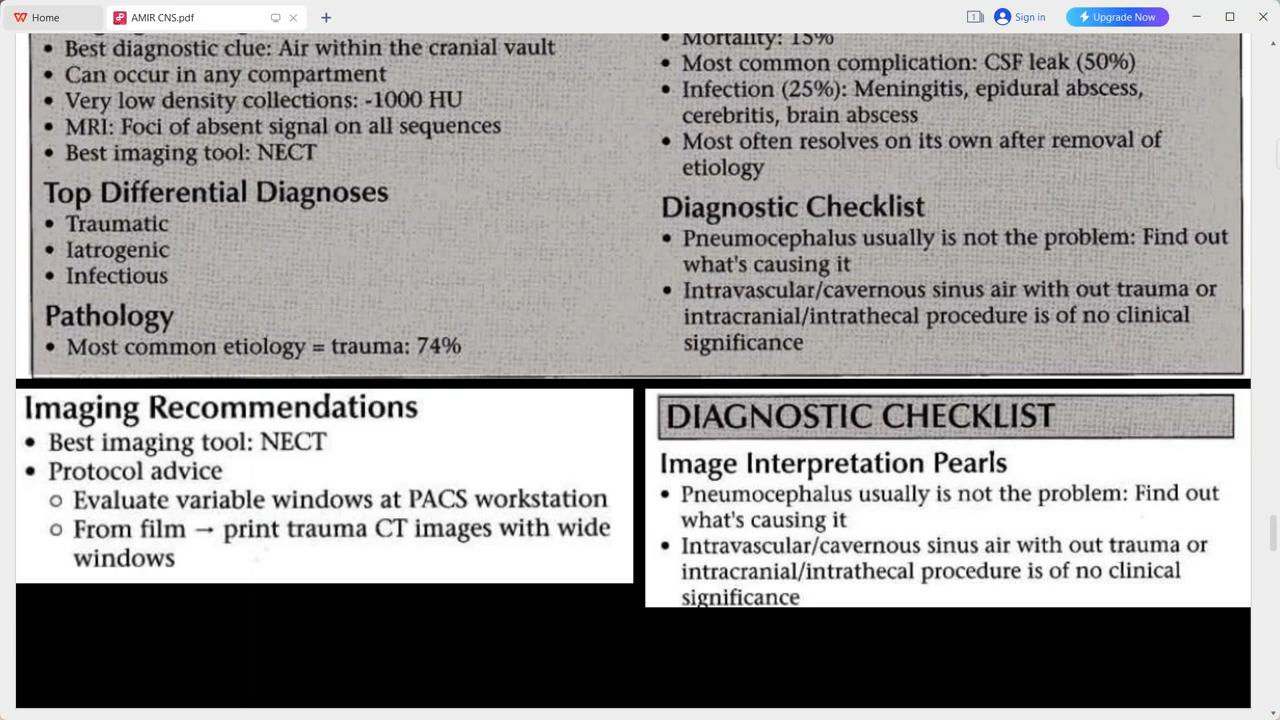 Home
AMIR CNS.pdf
1
Sign in
Upgrade Now
• Best diagnostic clue: Air within the cranial vault
• Can occur in any compartment
• Very low density collections: -1000 HU
• MRI: Foci of absent signal on all sequences
• Best imaging tool: NECT
Top Differential Diagnoses
• Traumatic
• Iatrogenic
• Infectious
Pathology
• Most common etiology = trauma: 74%
• Mortality: 15%
• Most common complication: CSF leak (50%)
• Infection (25%): Meningitis, epidural abscess,
cerebritis, brain abscess
• Most often resolves on its own after removal of
etiology
Diagnostic Checklist
• Pneumocephalus usually is not the problem: Find out
what's causing it
• Intravascular/cavernous sinus air with out trauma or
intracranial/intrathecal procedure is of no clinical
significance
Imaging Recommendations
• Best imaging tool: NECT
• Protocol advice
o Evaluate variable windows at PACS workstation
o From film → print trauma CT images with wide
windows
DIAGNOSTIC CHECKLIST
Image Interpretation Pearls
• Pneumocephalus usually is not the problem: Find out
what's causing it
• Intravascular/cavernous sinus air with out trauma or
intracranial/intrathecal procedure is of no clinical
significance